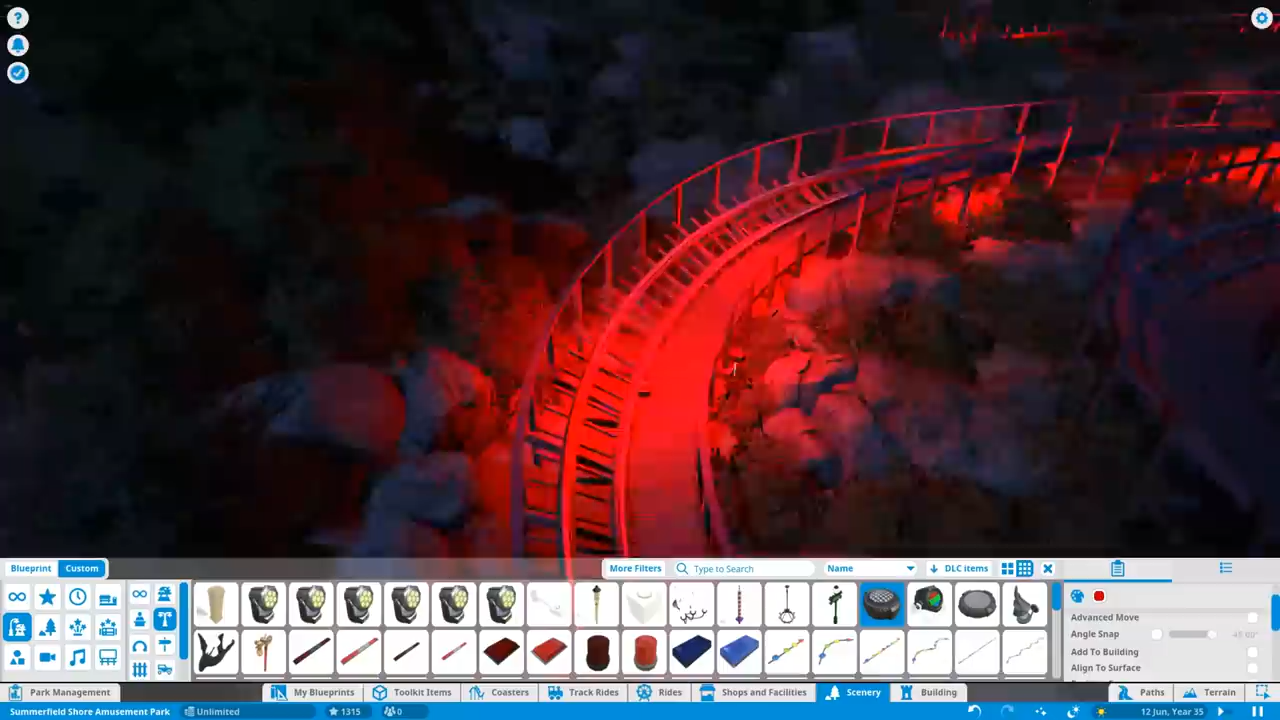 Blueprint Custom More Filters Type to Search Name DLC items
Advanced Move
Angle Snap 45.00°
Add To Building
Align To Surface
Park Management My Blueprints Toolkit Items Coasters Track Rides Rides Shops and Facilities Scenery Building Paths Terrain
Summerfield Shore Amusement Park Unlimited 1315 0 12 Jun, Year 35